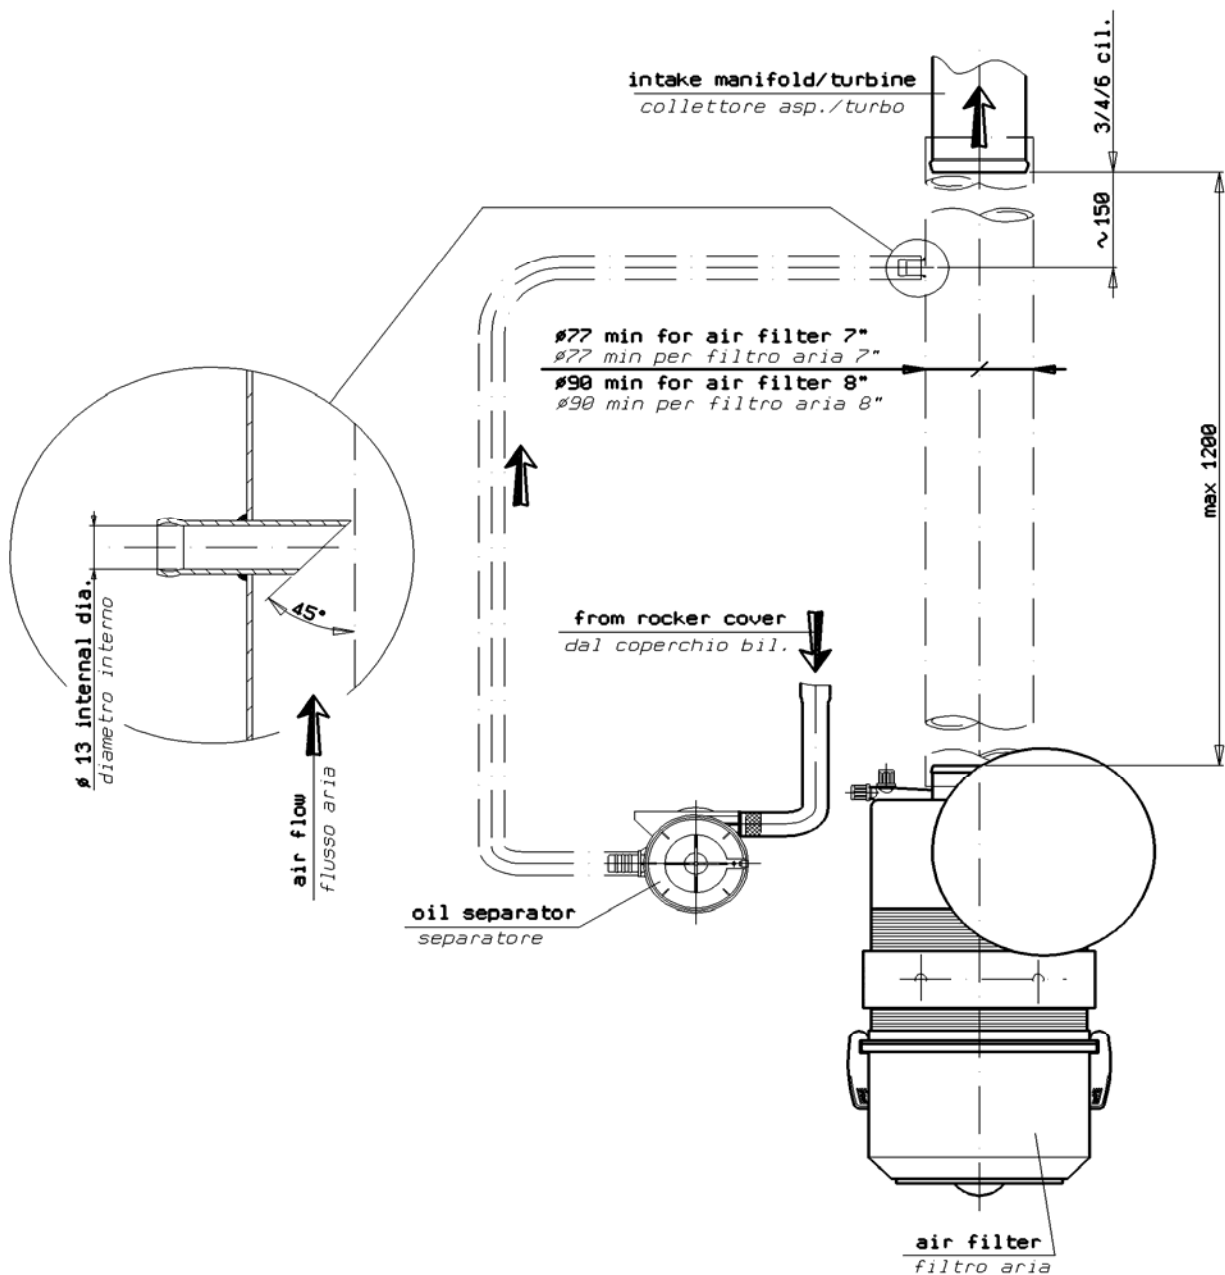 intake manifold/turbine
collettore asp./turbo
3/4/6 cil.
~150
ø77 min for air filter 7"
ø77 min per filtro aria 7"
ø90 min for air filter 8"
ø90 min per filtro aria 8"
max 1200
45°
ø 13 internal dia.
diametro interno
from rocker cover
dal coperchio bil.
air flow
flusso aria
oil separator
separatore
air filter
filtro aria